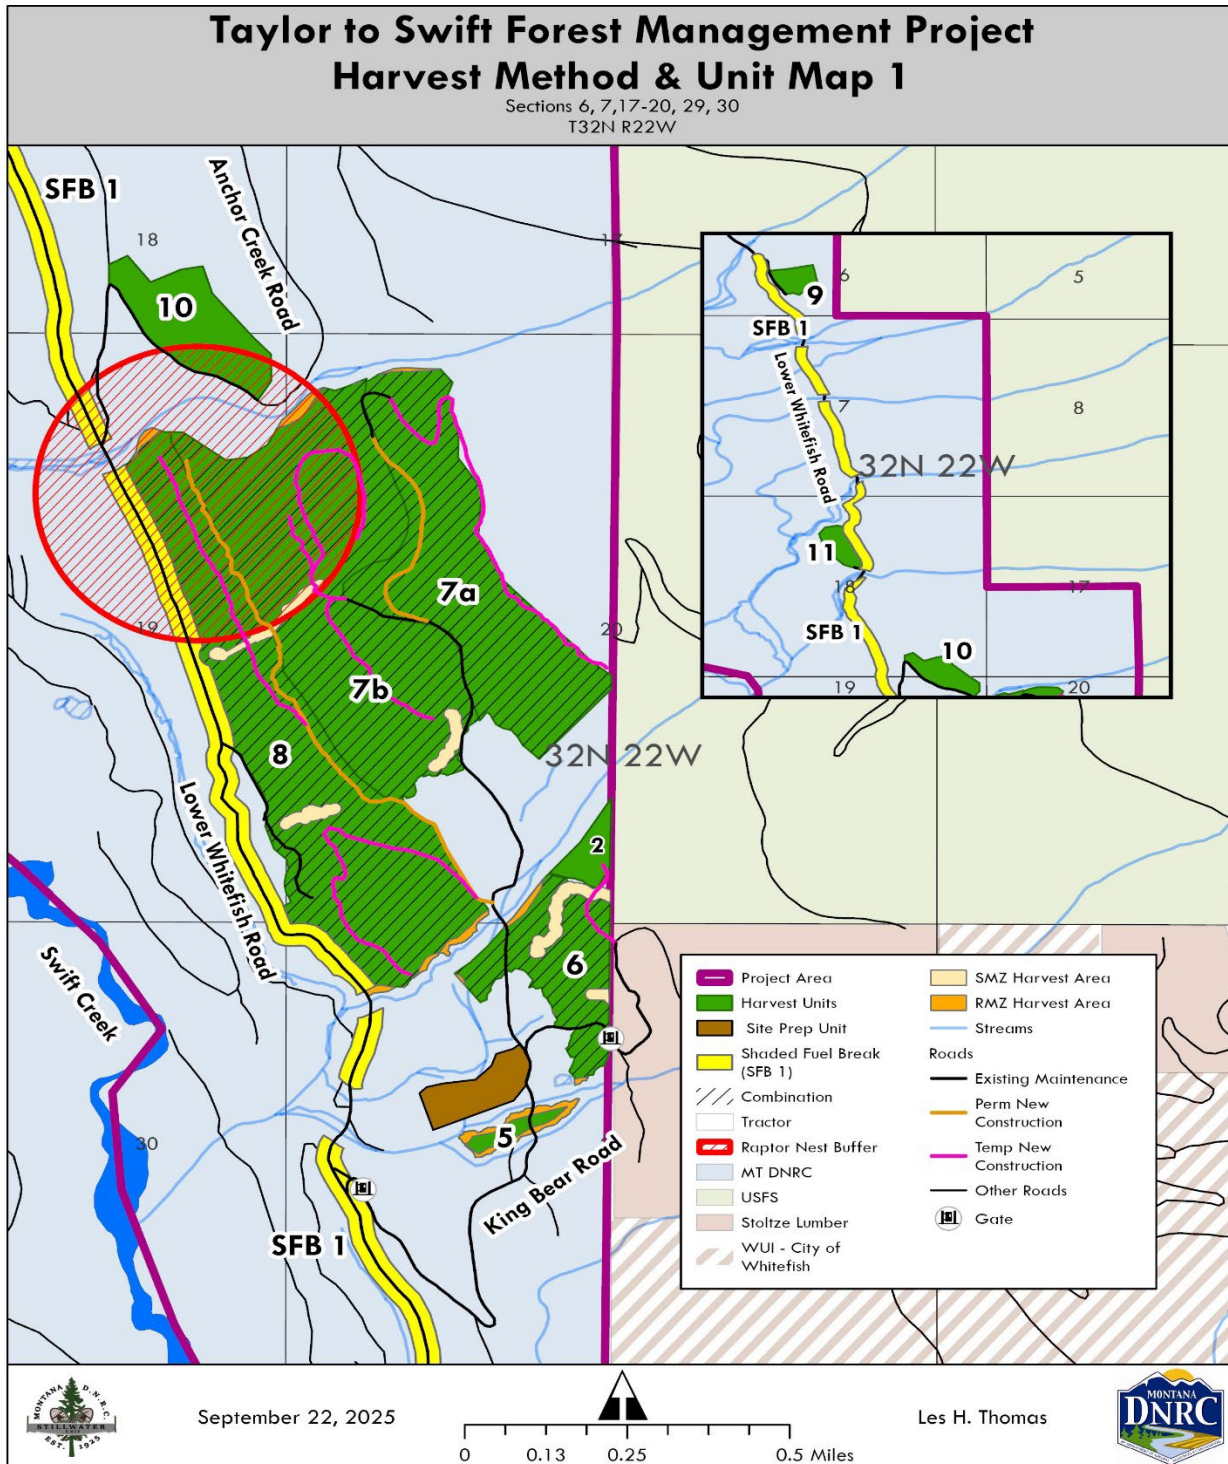 Taylor to Swift Forest Management Project
Harvest Method & Unit Map 1
Sections 6, 7,17-20, 29, 30
T32N R22W
SFB 1
18
Anchor Creek Road
17
10
19
7a
20
7b
8
32N 22W
Lower Whitefish Road
2
6
Swift Creek
30
5
King Bear Road
SFB 1
6
5
9
SFB 1
Lower Whitefish Road
7
8
32N 22W
11
18
17
SFB 1
10
19
20
Project Area
Harvest Units
Site Prep Unit
Shaded Fuel Break
(SFB 1)
Combination
Tractor
Raptor Nest Buffer
MT DNRC
USFS
Stoltze Lumber
WUI - City of
Whitefish
SMZ Harvest Area
RMZ Harvest Area
Streams
Roads
Existing Maintenance
Perm New
Construction
Temp New
Construction
Other Roads
Gate
MONTANA D.N.R.C.
STILLWATER
UNIT
EST. 1925
September 22, 2025
0 0.13 0.25 0.5 Miles
Les H. Thomas
MONTANA
DNRC